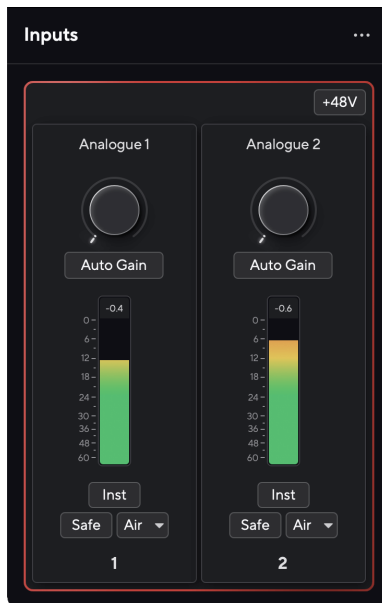 Inputs
...
+48V
Analogue 1
Analogue 2
Auto Gain
Auto Gain
-0.4
0
6
12
18
24
30
36
48
60
-0.6
0
6
12
18
24
30
36
48
60
Inst
Inst
Safe
Air
Safe
Air
1
2